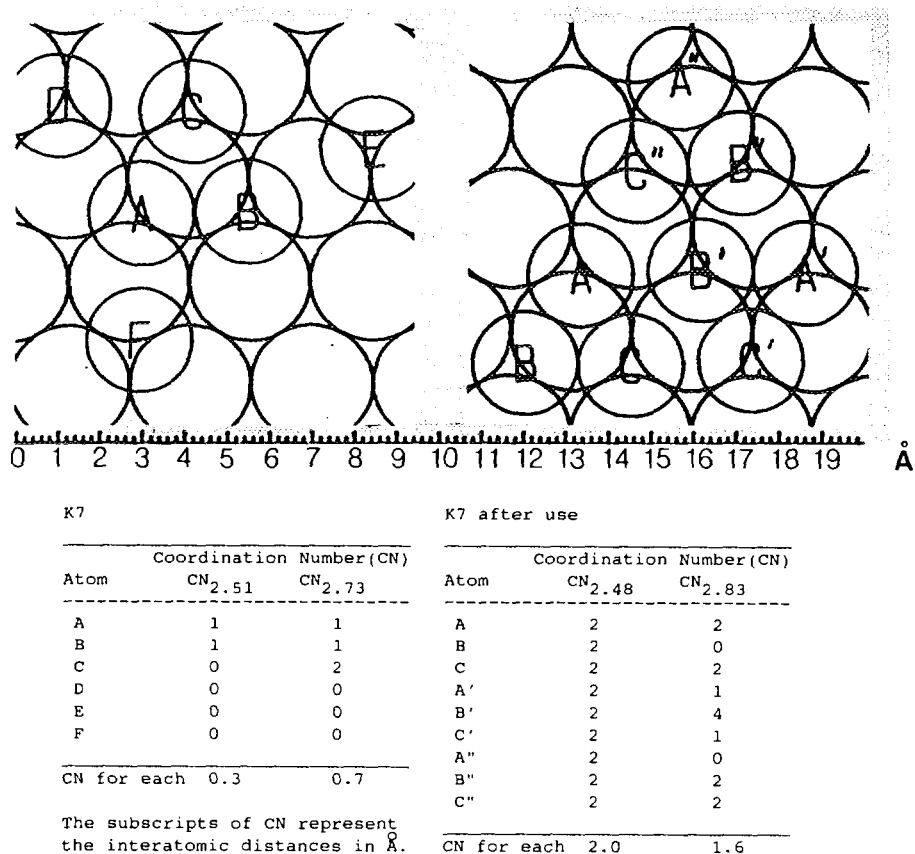 D C E A B F
A" C" B" A B' A' B C C'
0 1 2 3 4 5 6 7 8 9 10 11 12 13 14 15 16 17 18 19 Å
K7
Coordination Number(CN)
Atom CN2.51 CN2.73
A 1 1
B 1 1
C 0 2
D 0 0
E 0 0
F 0 0
CN for each 0.3 0.7
The subscripts of CN represent
the interatomic distances in Å.
K7 after use
Coordination Number(CN)
Atom CN2.48 CN2.83
A 2 2
B 2 0
C 2 2
A' 2 1
B' 2 4
C' 2 1
A" 2 0
B" 2 2
C" 2 2
CN for each 2.0 1.6